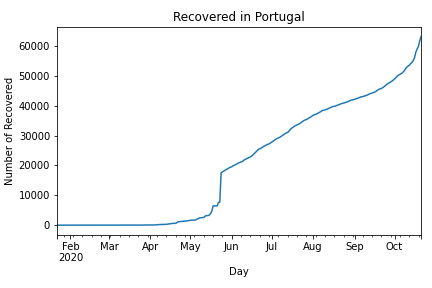 Recovered in Portugal
Number of Recovered
60000
50000
40000
30000
20000
10000
0
Feb Mar Apr May Jun Jul Aug Sep Oct
2020
Day